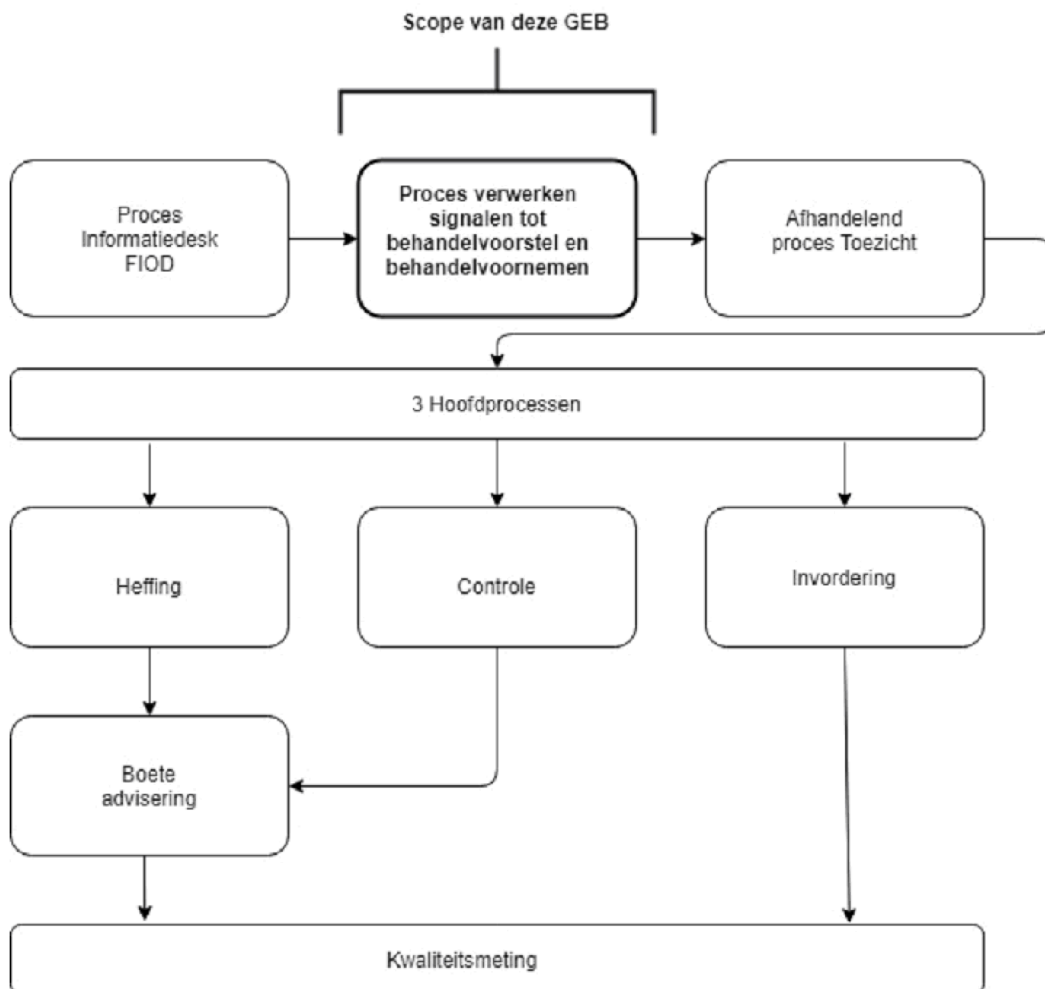 Scope van deze GEB
Proces
Informatiedesk
FIOD
Proces verwerken
signalen tot
behandelvoorstel en
behandelvoornemen
Afhandelend
proces Toezicht
3 Hoofdprocessen
Heffing
Controle
Invordering
Boete
advisering
Kwaliteitsmeting